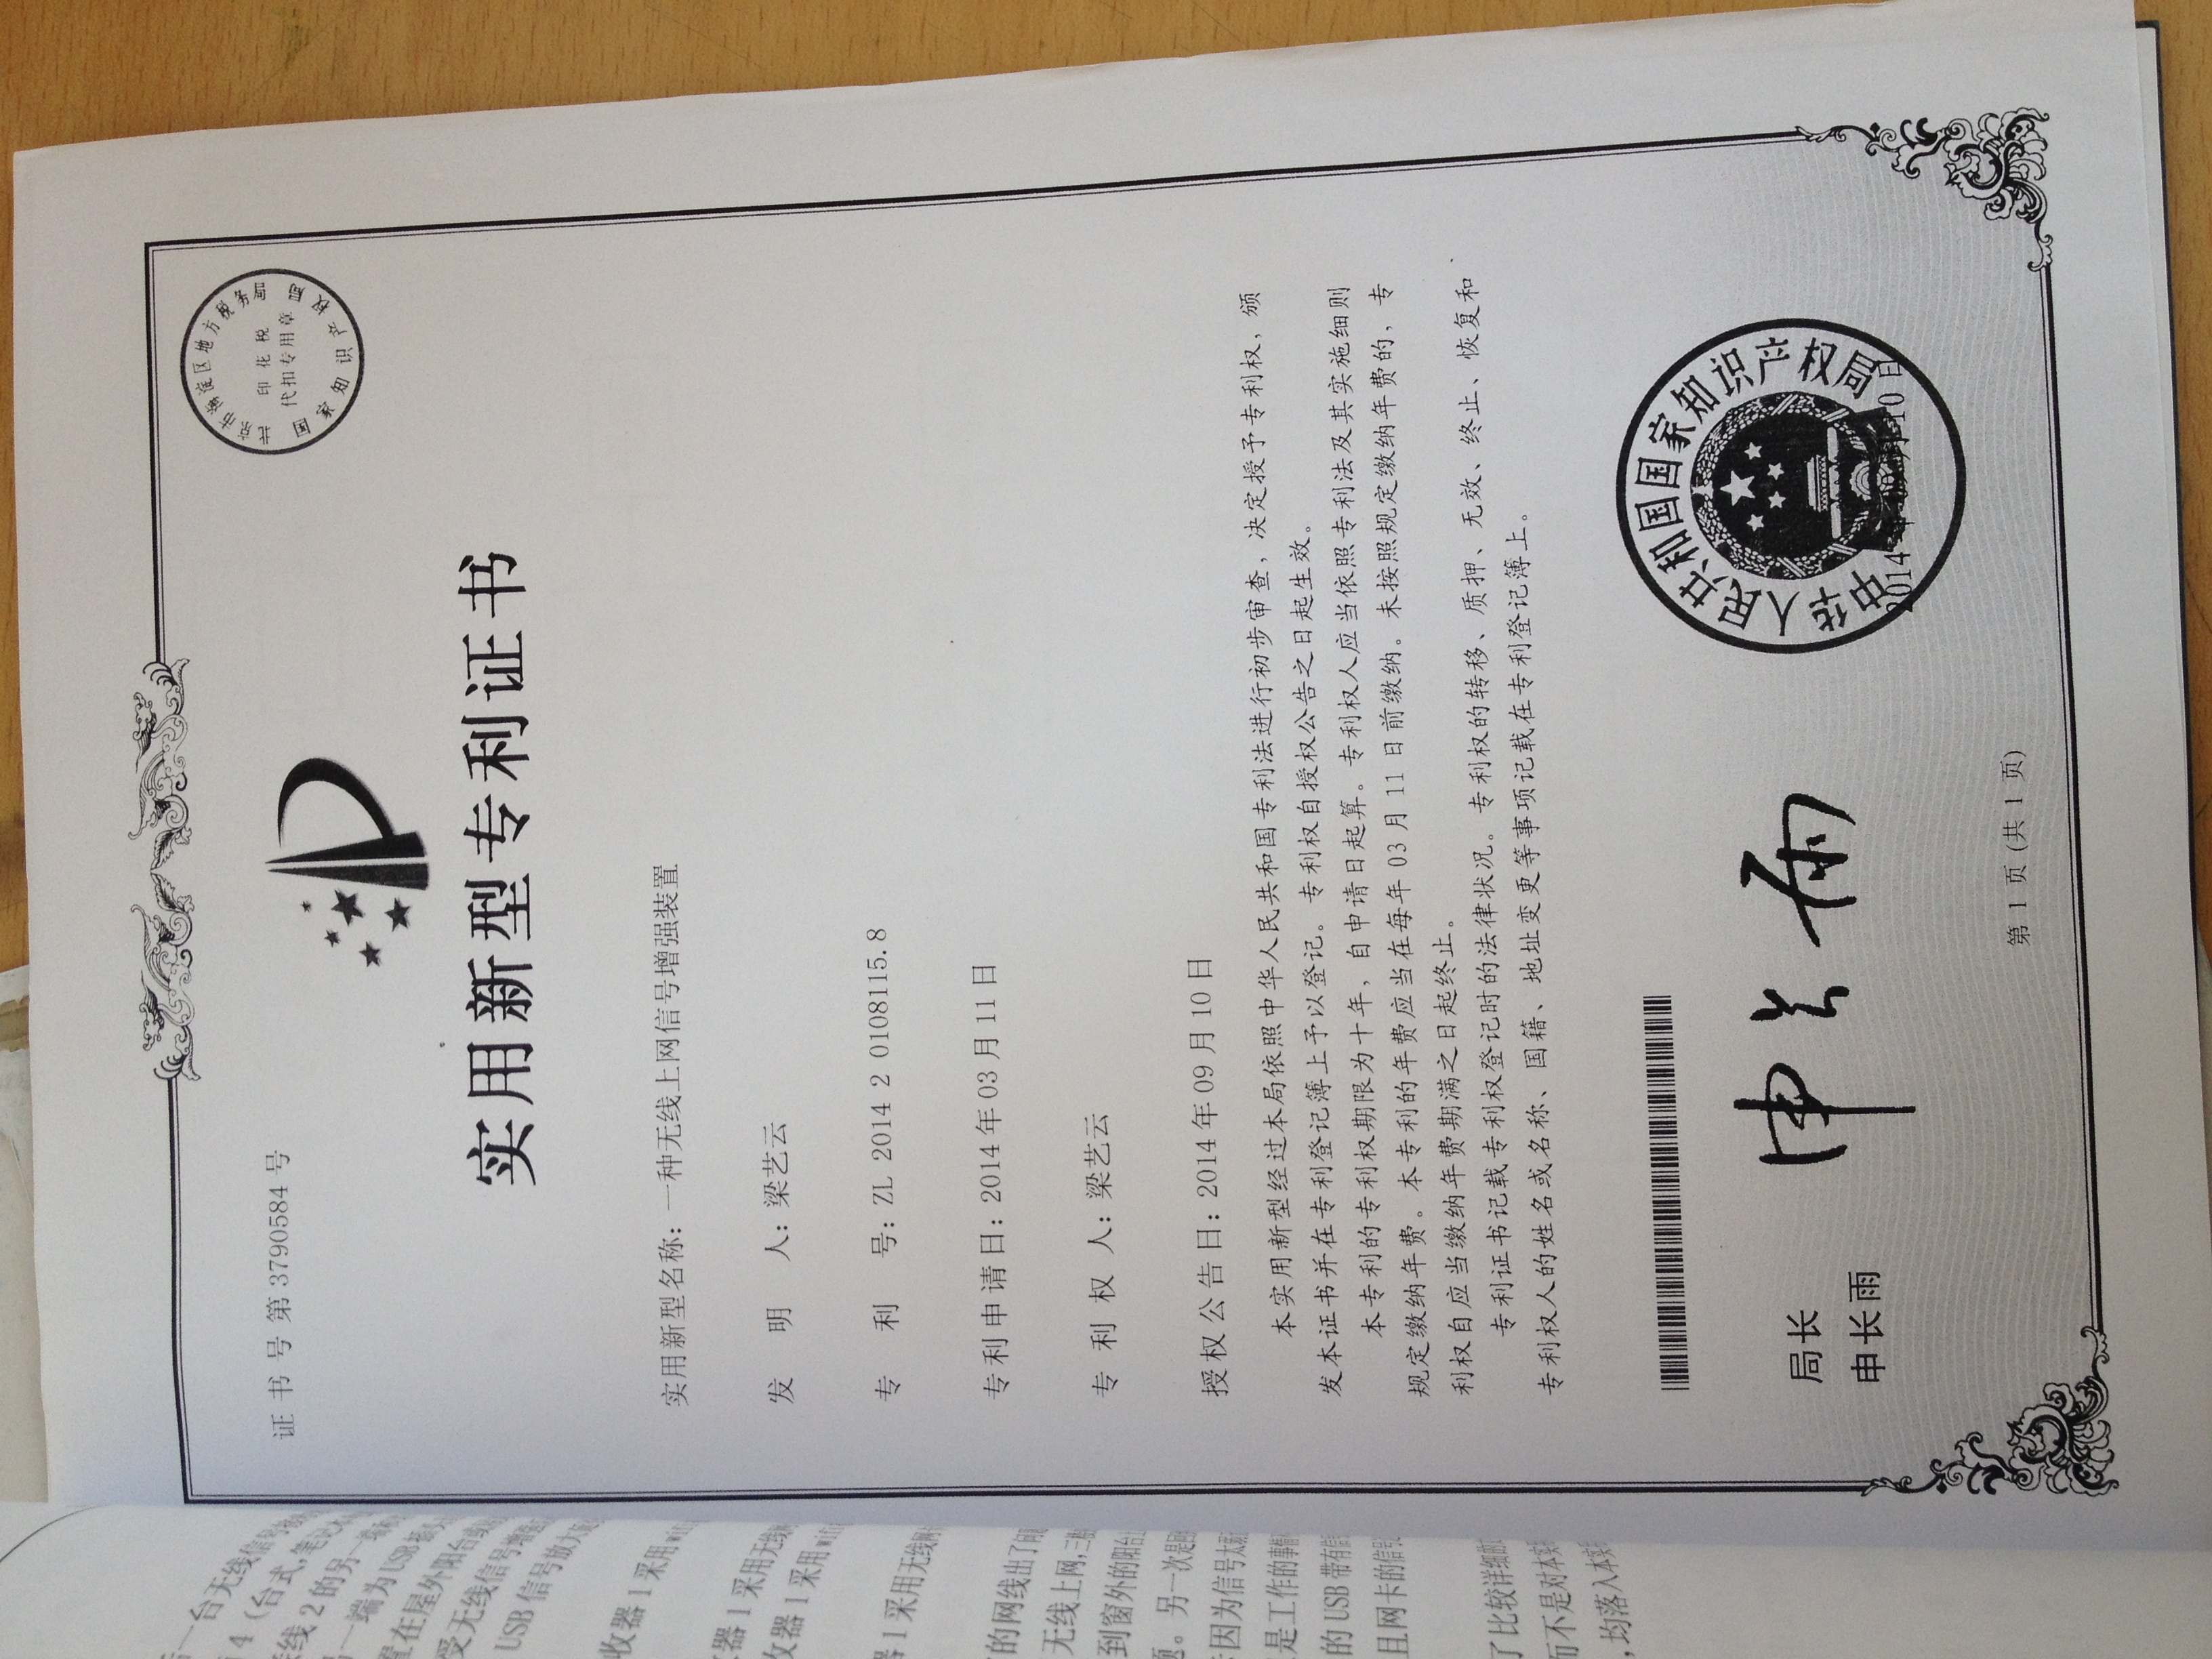 舌一台无线信号
4（台式,笔记本
线2的另一端
另一端为USB插头
置在屋外阳台或
受无线信号增强
USB信号放大
收器1采用wifi
收器1采用无线网
收器1采用wifi
器1采用无线网卡
的网线出了问题
无线上网,三楼
到窗外的阳台上
题。另一次是
因为信号太弱
是工作的事情
的USB带有信
且网卡的信号
了比较详细的
而不是对本实用
,均落入本实用
证书号第3790584号
北京市海淀区地方税务局
印花税
代扣专用章
国家知识产权局
实用新型专利证书
实用新型名称：一种无线上网信号增强装置
发明人：梁艺云
专利号：ZL 2014 2 0108115.8
专利申请日：2014年03月11日
专利权人：梁艺云
授权公告日：2014年09月10日
本实用新型经过本局依照中华人民共和国专利法进行初步审查，决定授予专利权，颁
发本证书并在专利登记簿上予以登记。专利权自授权公告之日起生效。
本专利的专利权期限为十年，自申请日起算。专利权人应当依照专利法及其实施细则
规定缴纳年费。本专利的年费应当在每年03月11日前缴纳。未按照规定缴纳年费的，专
利权自应当缴纳年费期满之日起终止。
专利证书记载专利权登记时的法律状况。专利权的转移、质押、无效、终止、恢复和
专利权人的姓名或名称、国籍、地址变更等事项记载在专利登记簿上。
局长
申长雨
申长雨
中华人民共和国国家知识产权局
2014年09月10日
第1页(共1页)